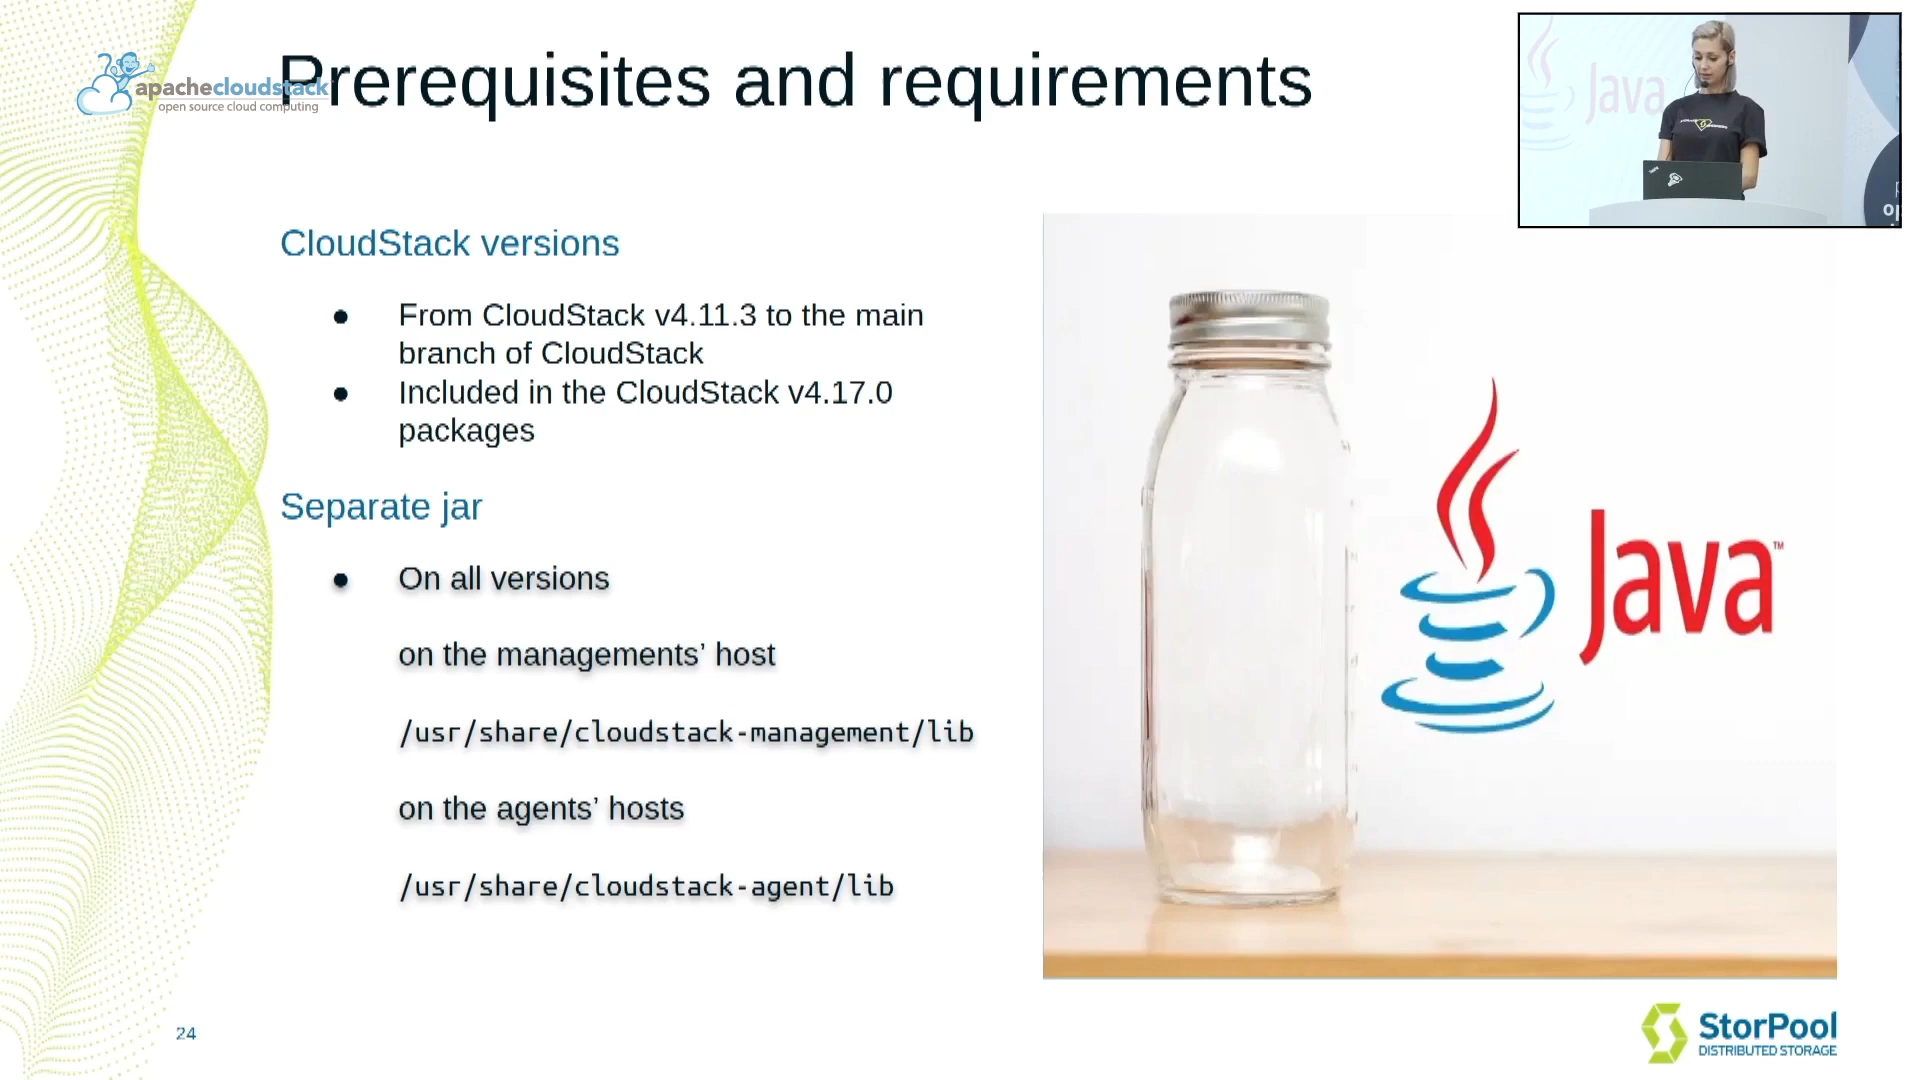 Prerequisites and requirements
apachecloudstack
open source cloud computing
CloudStack versions
● From CloudStack v4.11.3 to the main
branch of CloudStack
● Included in the CloudStack v4.17.0
packages
Separate jar
● On all versions
on the managements’ host
/usr/share/cloudstack-management/lib
on the agents’ hosts
/usr/share/cloudstack-agent/lib
Java™
Java
24
StorPool
DISTRIBUTED STORAGE